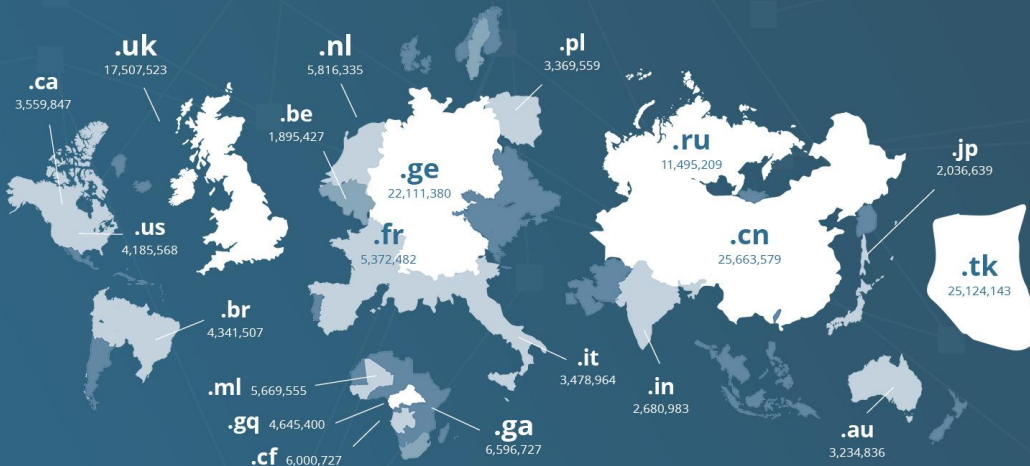 .uk
17,507,523
.nl
5,816,335
.pl
3,369,559
.ca
3,559,847
.be
1,895,427
.ru
11,495,209
.jp
2,036,639
.ge
22,111,380
.us
4,185,568
.fr
5,372,482
.cn
25,663,579
.tk
25,124,143
.br
4,341,507
.it
3,478,964
.in
2,680,983
.ml 5,669,555
.gq 4,645,400
.ga
6,596,727
.au
3,234,836
.cf 6,000,727